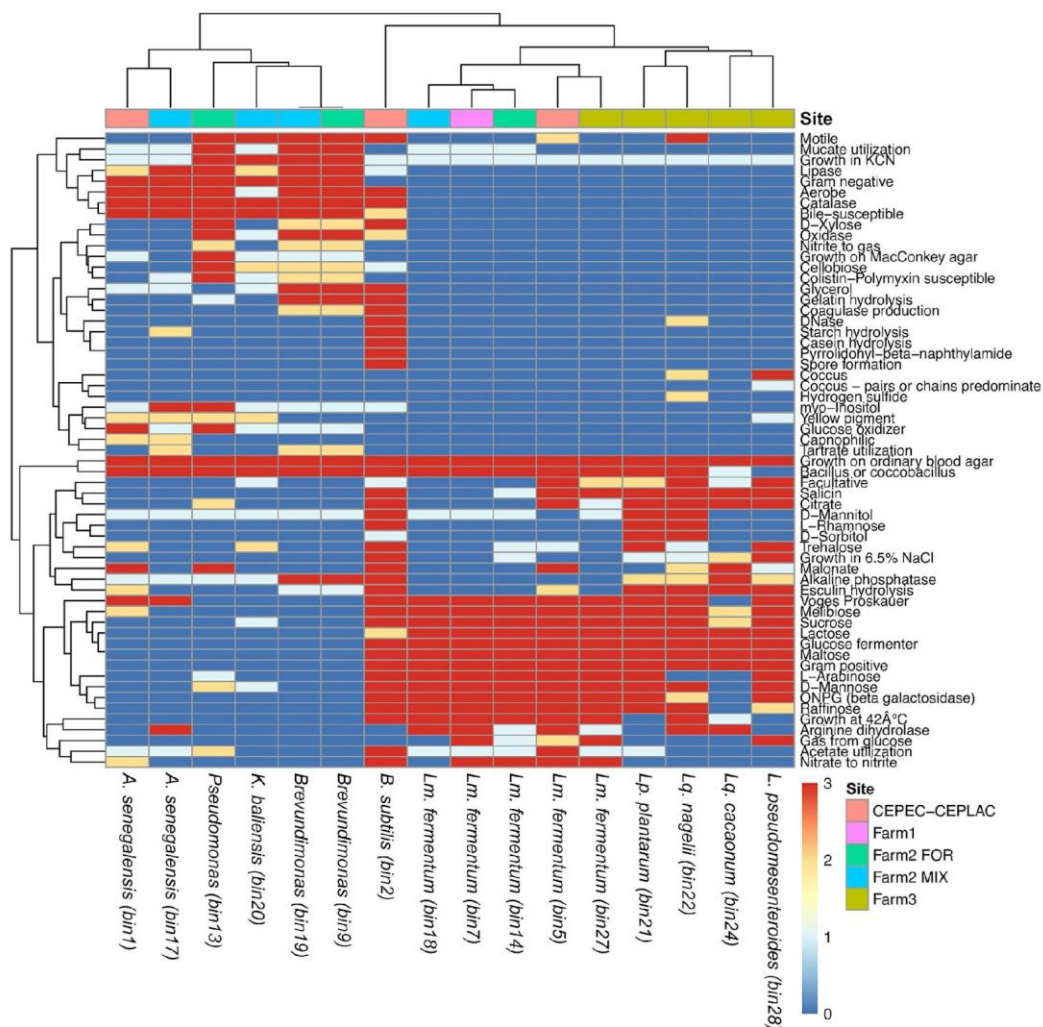 Site
Motile
Mucate utilization
Growth in KCN
Lipase
Gram negative
Aerobe
Catalase
Bile-susceptible
D-Xylose
Oxidase
Nitrite to gas
Growth on MacConkey agar
Cellobiose
Colistin-Polymyxin susceptible
Glycerol
Gelatin hydrolysis
Coagulase production
DNase
Starch hydrolysis
Casein hydrolysis
Pyrrolidonyl-beta-naphthylamide
Spore formation
Coccus
Coccus - pairs or chains predominate
Hydrogen sulfide
myo-Inositol
Yellow pigment
Glucose oxidizer
Capnophilic
Tartrate utilization
Growth on ordinary blood agar
Bacillus or coccobacillus
Facultative
Salicin
Citrate
D-Mannitol
L-Rhamnose
D-Sorbitol
Trehalose
Growth in 6.5% NaCl
Malonate
Alkaline phosphatase
Esculin hydrolysis
Voges Proskauer
Melibiose
Sucrose
Lactose
Glucose fermenter
Maltose
Gram positive
L-Arabinose
D-Mannose
ONPG (beta galactosidase)
Raffinose
Growth at 42Â°C
Arginine dihydrolase
Gas from glucose
Acetate utilization
Nitrate to nitrite
A. senegalensis (bin1)
A. senegalensis (bin17)
Pseudomonas (bin13)
K. baliensis (bin20)
Brevundimonas (bin19)
Brevundimonas (bin9)
B. subtilis (bin2)
Lm. fermentum (bin18)
Lm. fermentum (bin7)
Lm. fermentum (bin14)
Lm. fermentum (bin5)
Lm. fermentum (bin27)
Lp. plantarum (bin21)
Lq. nagelii (bin22)
Lq. cacaonum (bin24)
L. pseudomesenteroides (bin28)
3
2
1
0
Site
CEPEC-CEPLAC
Farm1
Farm2 FOR
Farm2 MIX
Farm3